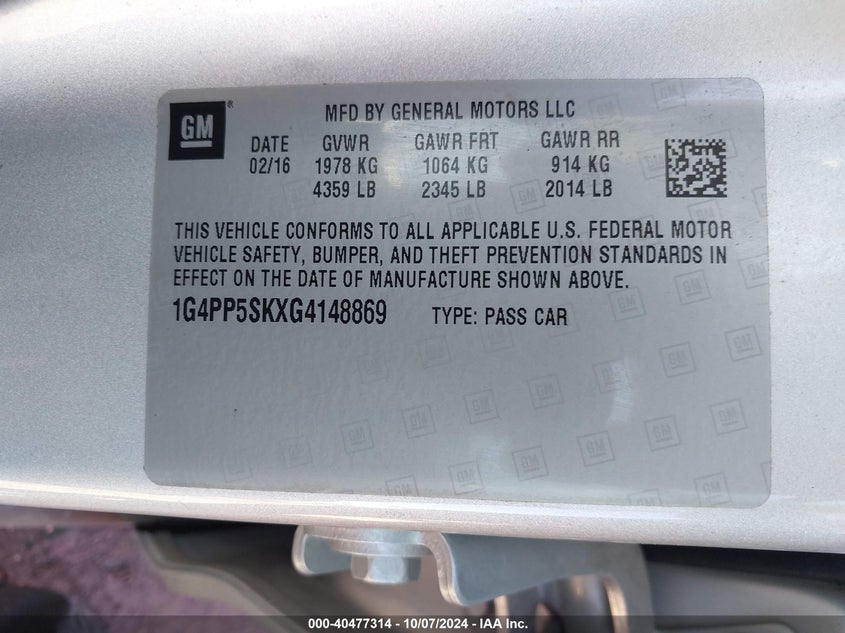 GM®
MFD BY GENERAL MOTORS LLC
DATE GVWR GAWR FRT GAWR RR
02/16 1978 KG 1064 KG 914 KG
4359 LB 2345 LB 2014 LB
THIS VEHICLE CONFORMS TO ALL APPLICABLE U.S. FEDERAL MOTOR
VEHICLE SAFETY, BUMPER, AND THEFT PREVENTION STANDARDS IN
EFFECT ON THE DATE OF MANUFACTURE SHOWN ABOVE.
1G4PP5SKXG4148869 TYPE: PASS CAR
000-40477314 - 10/07/2024 - IAA Inc.